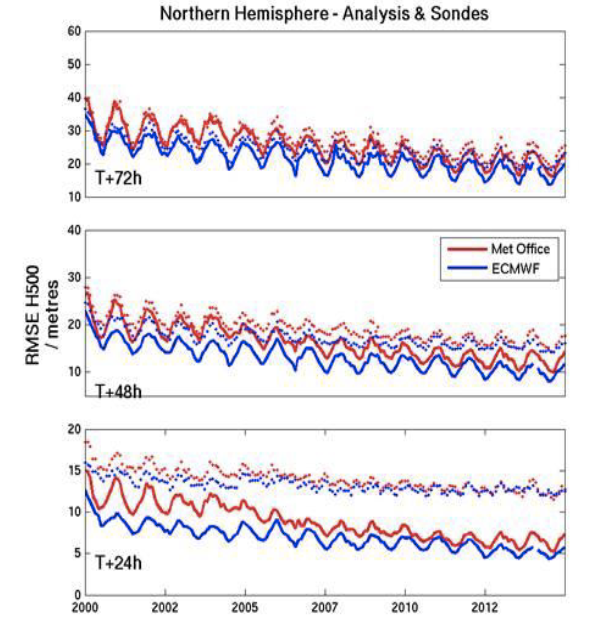 Northern Hemisphere - Analysis & Sondes
60
50
40
30
20
10
T+72h
40
30
20
10
Met Office
ECMWF
T+48h
RMSE H500
/ metres
20
15
10
5
0
T+24h
2000
2002
2005
2007
2010
2012